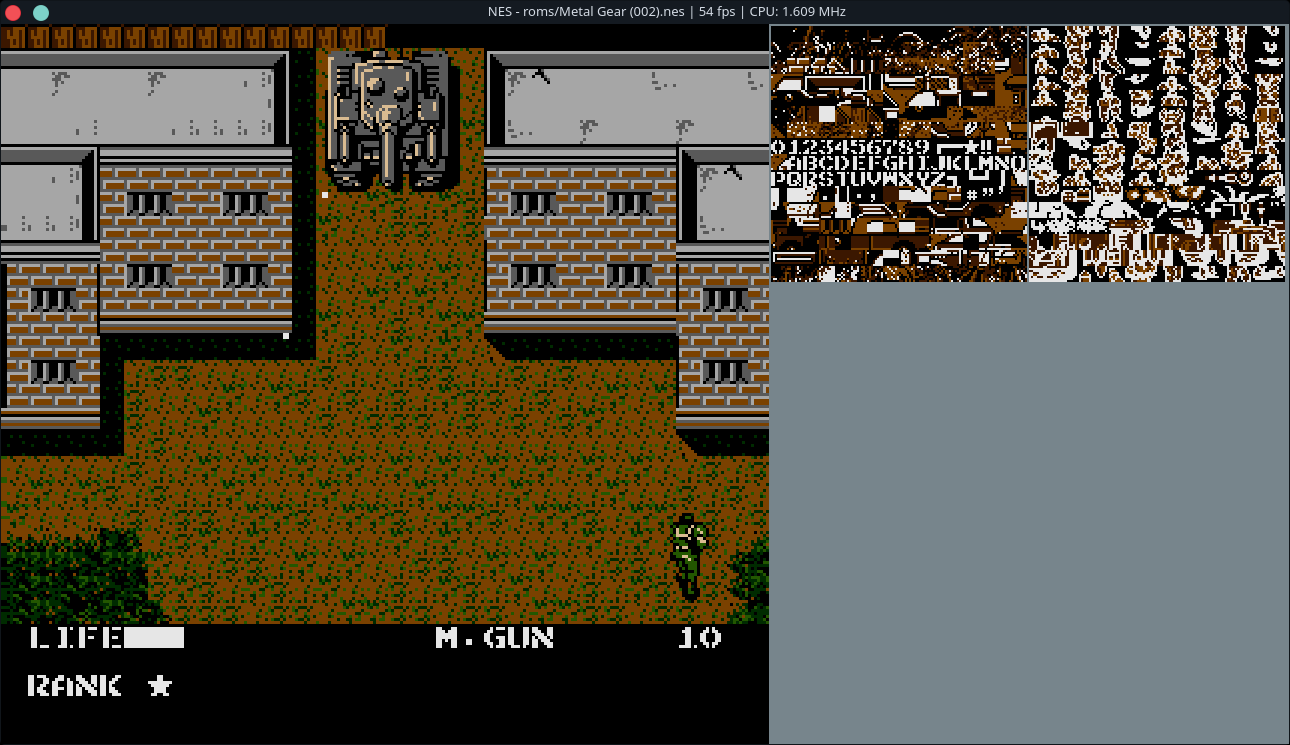 NES - roms/Metal Gear (002).nes | 54 fps | CPU: 1.609 MHz
0123456789
ABCDEFGHIJKLMNO
PQRSTUVWXYZ
LIFE
M.GUN 10
RANK ★